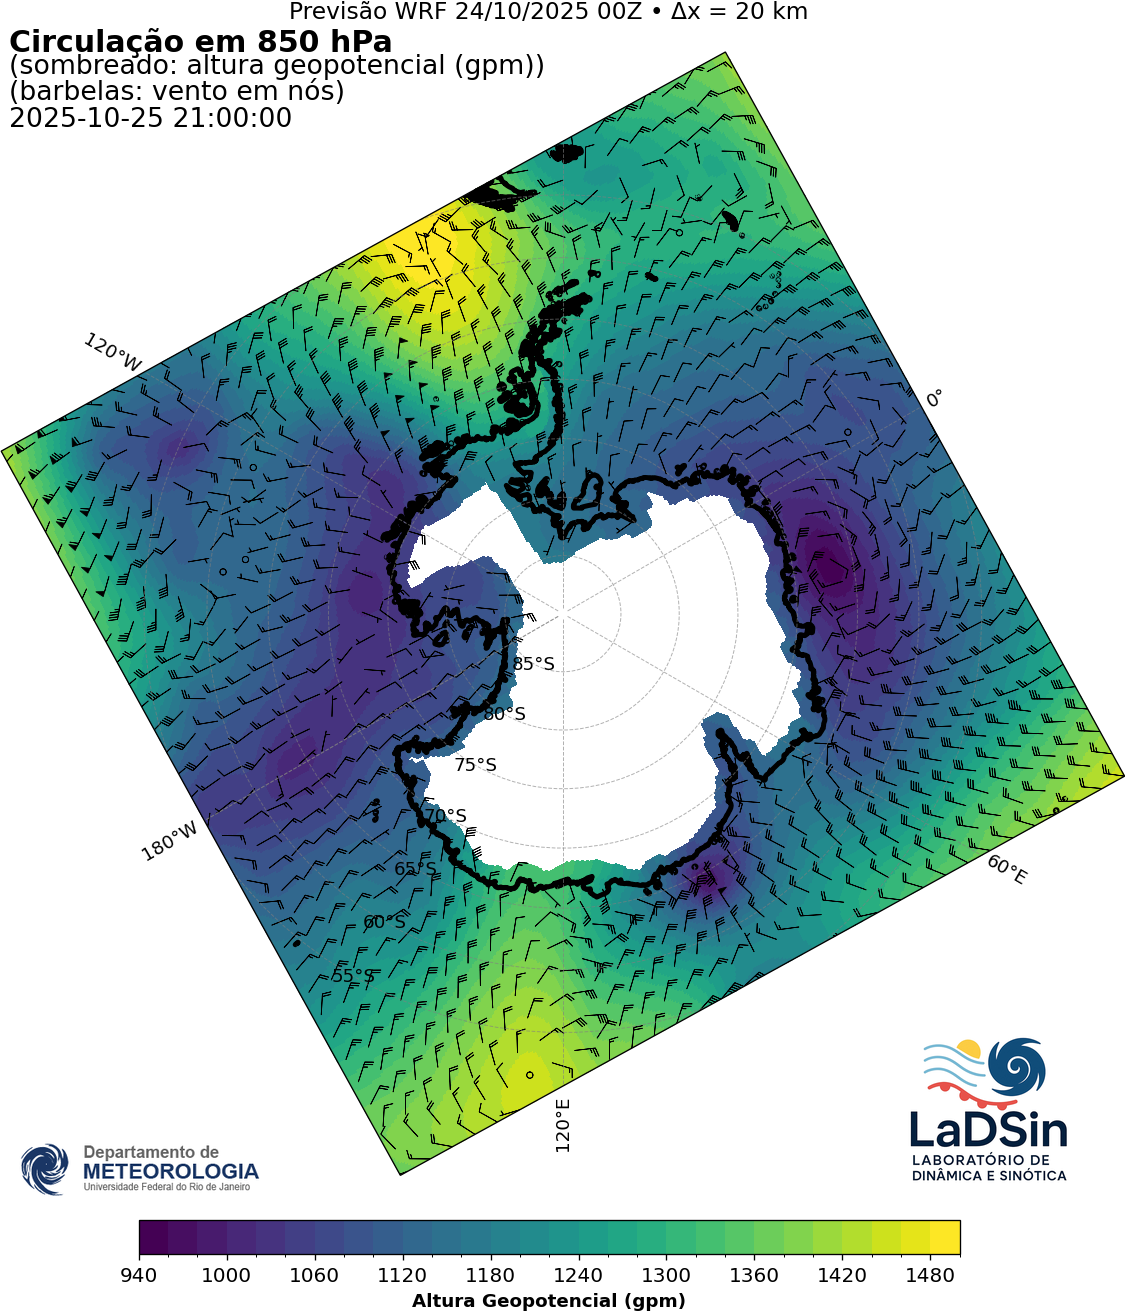 Previsão WRF 24/10/2025 00Z • Δx = 20 km
Circulação em 850 hPa
(sombreado: altura geopotencial (gpm))
(barbelas: vento em nós)
2025-10-25 21:00:00
120°W
0°
85°S
80°S
75°S
70°S
180°W
65°S
60°E
60°S
55°S
120°E
LaDSin
LABORATÓRIO DE
DINÂMICA E SINÓTICA
Departamento de
METEOROLOGIA
Universidade Federal do Rio de Janeiro
940 1000 1060 1120 1180 1240 1300 1360 1420 1480
Altura Geopotencial (gpm)